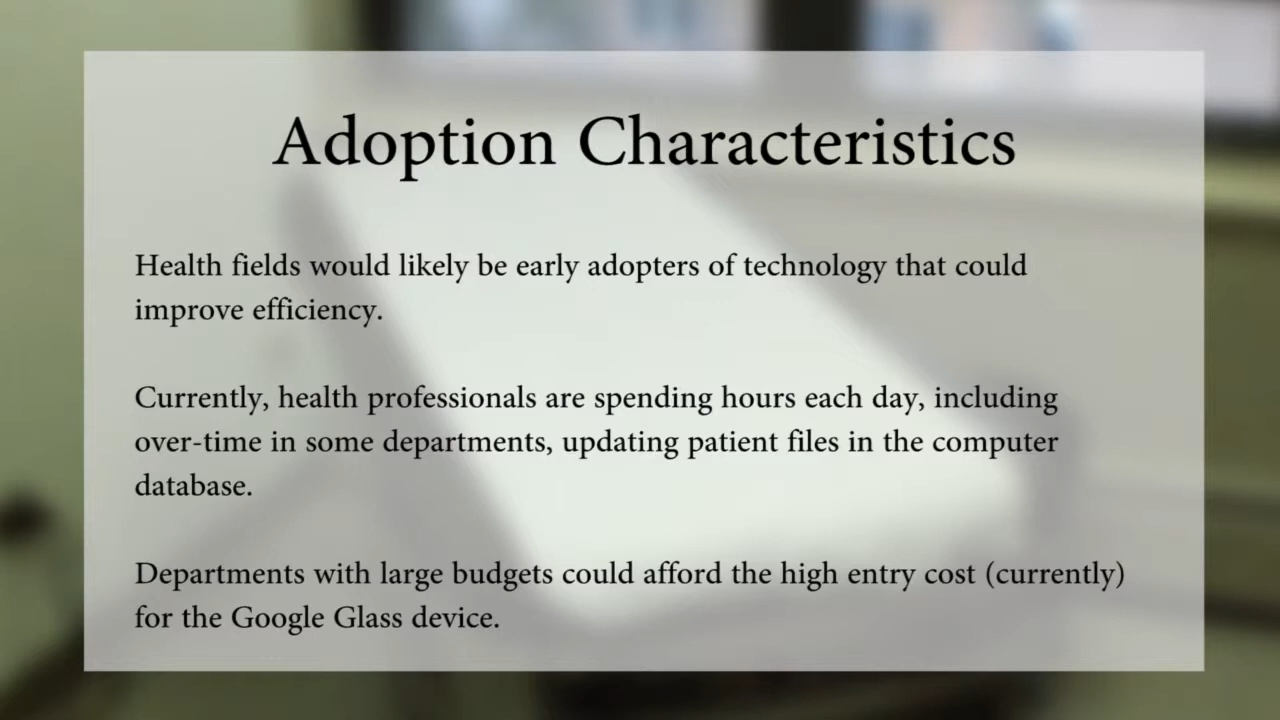 Adoption Characteristics
Health fields would likely be early adopters of technology that could
improve efficiency.
Currently, health professionals are spending hours each day, including
over-time in some departments, updating patient files in the computer
database.
Departments with large budgets could afford the high entry cost (currently)
for the Google Glass device.